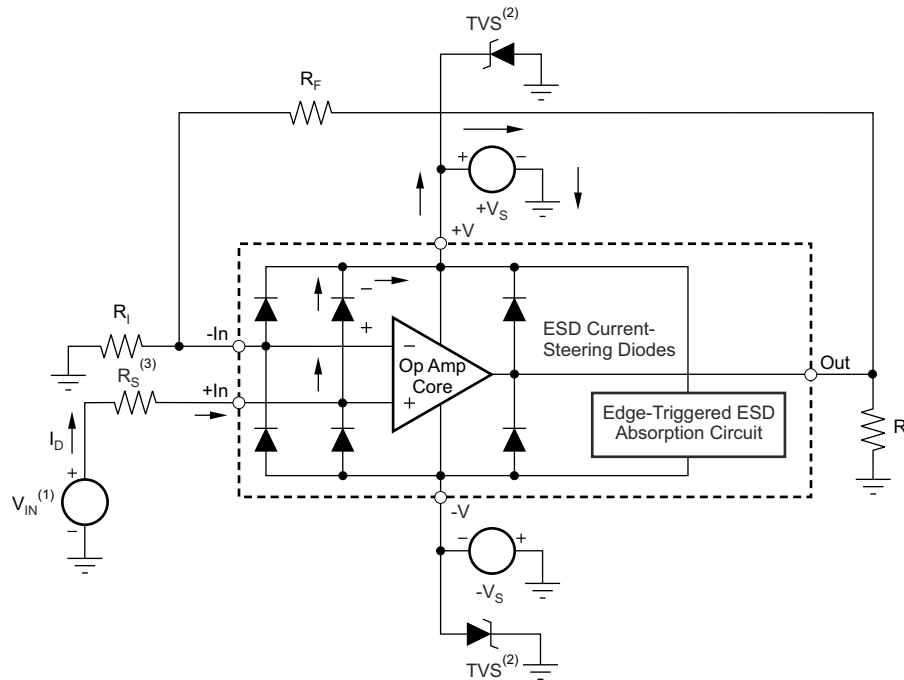 TVS(2)
RF
+ −
+VS
+V
RI
-In
−
+
ESD Current-
Steering Diodes
−
Op Amp
Core
+
Out
(3)
RS
+In
Edge-Triggered ESD
Absorption Circuit
R
ID
+
VIN(1)
−
-V
− +
-VS
TVS(2)